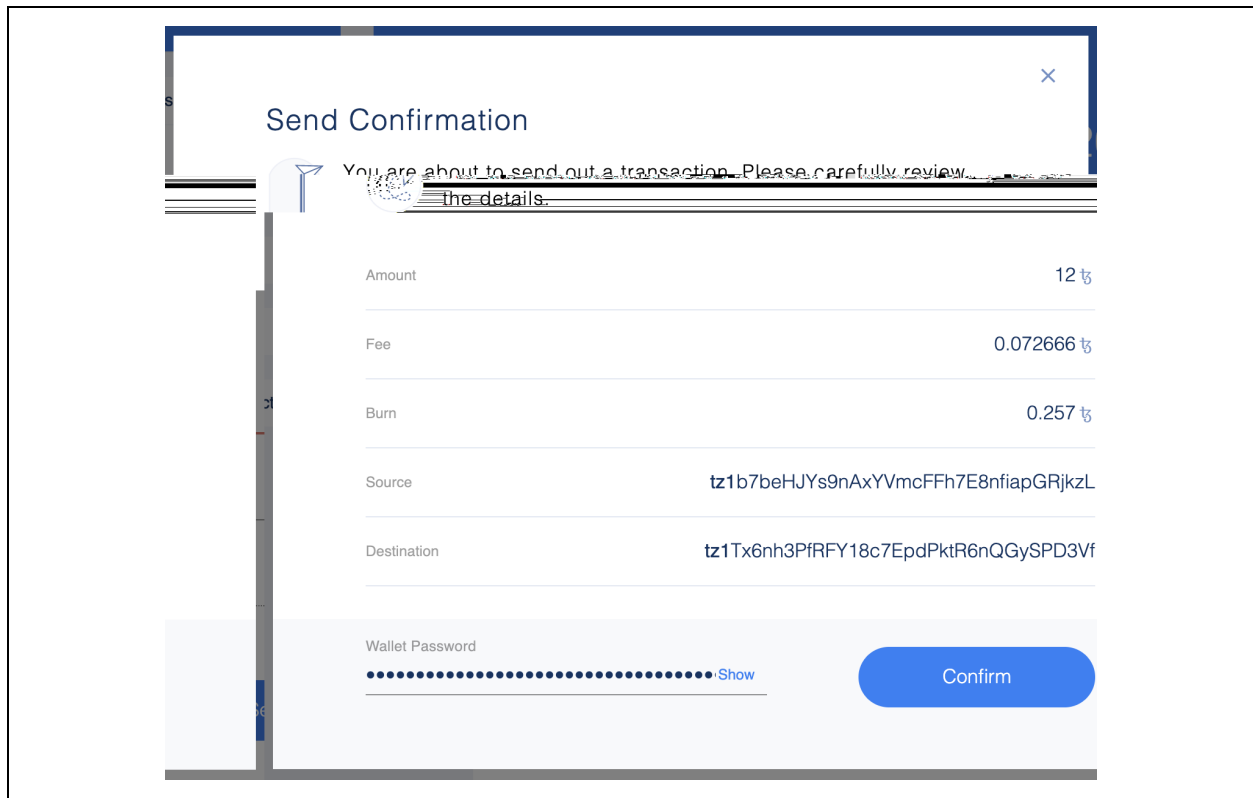 Send Confirmation
You are about to send out a transaction. Please carefully review
the details.
Amount
12 ꜩ
Fee
0.072666 ꜩ
Burn
0.257 ꜩ
Source
tz1b7beHJYs9nAxYVmcFFh7E8nfiapGRjkzL
Destination
tz1Tx6nh3PfRFY18c7EpdPktR6nQGySPD3Vf
Wallet Password
Show
Confirm